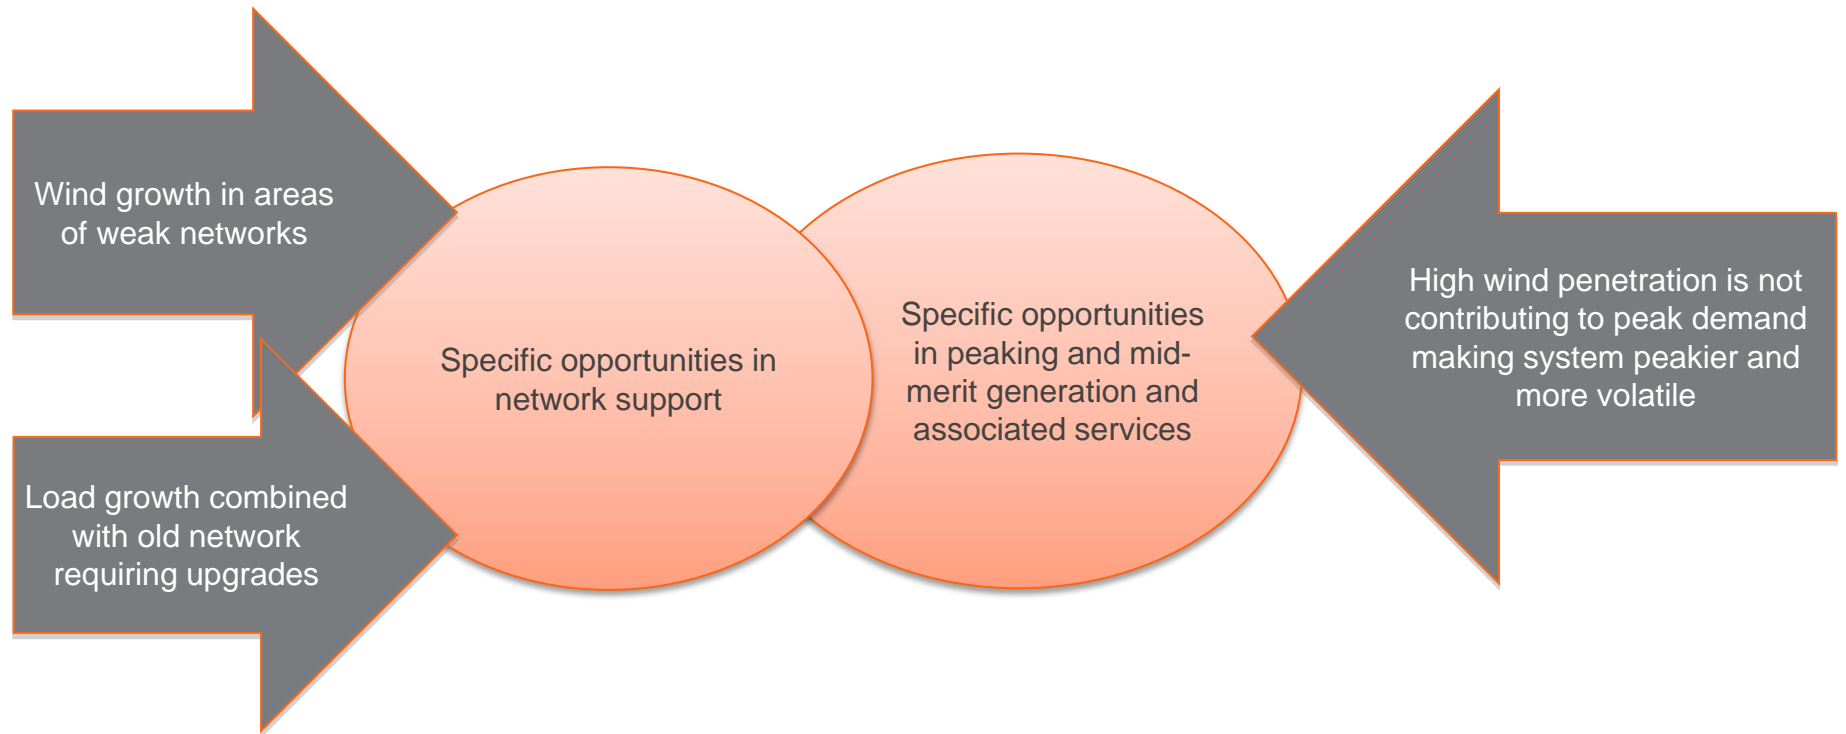 Wind growth in areas
of weak networks
Load growth combined
with old network
requiring upgrades
Specific opportunities in
network support
Specific opportunities
in peaking and mid-
merit generation and
associated services
High wind penetration is not
contributing to peak demand
making system peakier and
more volatile